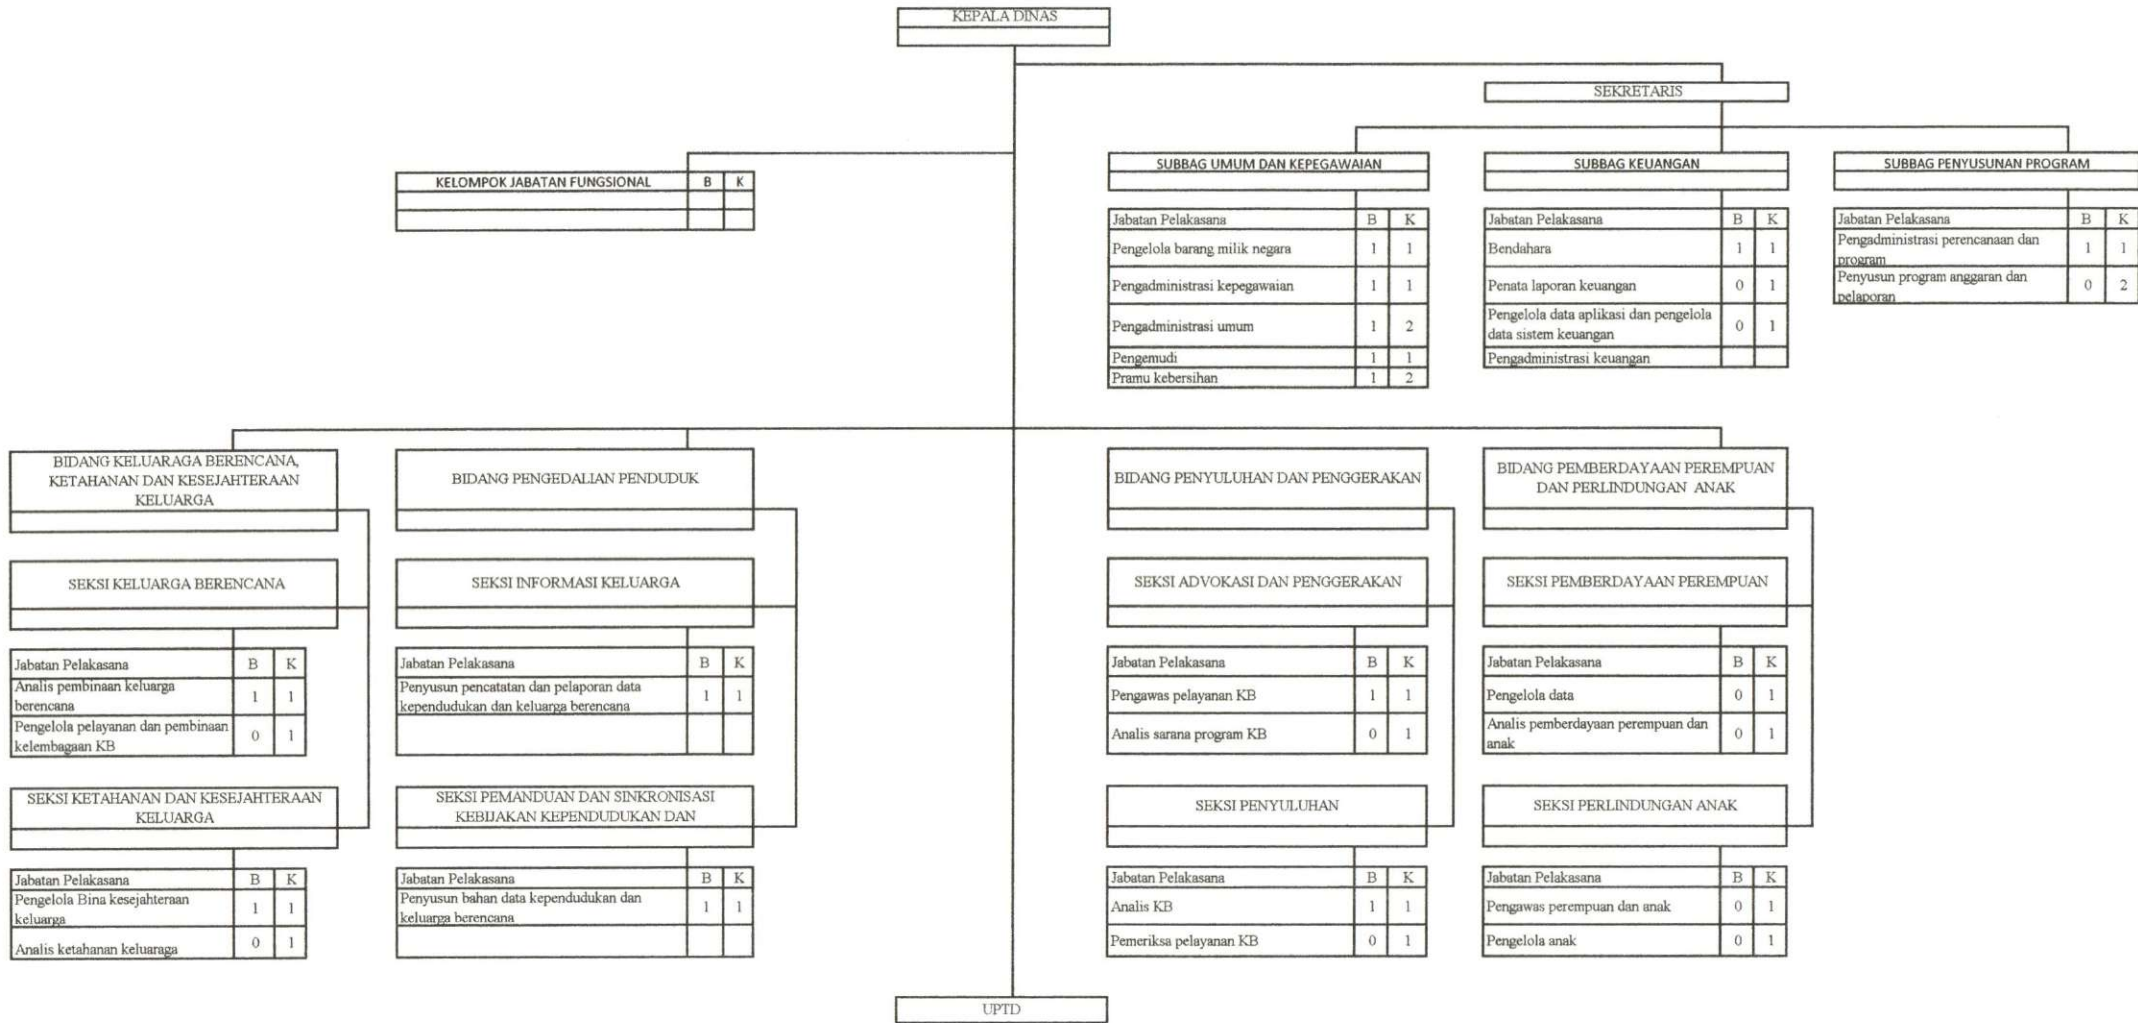 KEPALA DINAS
SEKRETARIS
SUBBAG UMUM DAN KEPEGAWAIAN
SUBBAG KEUANGAN
SUBBAG PENYUSUNAN PROGRAM
KELOMPOK JABATAN FUNGSIONAL B K
Jabatan Pelakasana B K
Pengelola barang milik negara 1 1
Pengadministrasi kepegawaian 1 1
Pengadministrasi umum 1 2
Pengemudi 1 1
Pramu kebersihan 1 2
Jabatan Pelakasana B K
Bendahara 1 1
Penata laporan keuangan 0 1
Pengelola data aplikasi dan pengelola
data sistem keuangan 0 1
Pengadministrasi keuangan
Jabatan Pelakasana B K
Pengadministrasi perencanaan dan
program 1 1
Penyusun program anggaran dan
pelaporan 0 2
BIDANG KELUARAGA BERENCANA,
KETAHANAN DAN KESEJAHTERAAN
KELUARGA
SEKSI KELUARGA BERENCANA
Jabatan Pelakasana B K
Analis pembinaan keluarga
berencana 1 1
Pengelola pelayanan dan pembinaan
kelembagaan KB 0 1
SEKSI KETAHANAN DAN KESEJAHTERAAN
KELUARGA
Jabatan Pelakasana B K
Pengelola Bina kesejahteraan
keluarga 1 1
Analis ketahanan keluaraga 0 1
BIDANG PENGEDALIAN PENDUDUK
SEKSI INFORMASI KELUARGA
Jabatan Pelakasana B K
Penyusun pencatatan dan pelaporan data
kependudukan dan keluarga berencana 1 1
SEKSI PEMANDUAN DAN SINKRONISASI
KEBIJAKAN KEPENDUDUKAN DAN
Jabatan Pelakasana B K
Penyusun bahan data kependudukan dan
keluarga berencana 1 1
BIDANG PENYULUHAN DAN PENGGERAKAN
SEKSI ADVOKASI DAN PENGGERAKAN
Jabatan Pelakasana B K
Pengawas pelayanan KB 1 1
Analis sarana program KB 0 1
SEKSI PENYULUHAN
Jabatan Pelakasana B K
Analis KB 1 1
Pemeriksa pelayanan KB 0 1
BIDANG PEMBERDAYAAN PEREMPUAN
DAN PERLINDUNGAN ANAK
SEKSI PEMBERDAYAAN PEREMPUAN
Jabatan Pelakasana B K
Pengelola data 0 1
Analis pemberdayaan perempuan dan
anak 0 1
SEKSI PERLINDUNGAN ANAK
Jabatan Pelakasana B K
Pengawas perempuan dan anak 0 1
Pengelola anak 0 1
UPTD